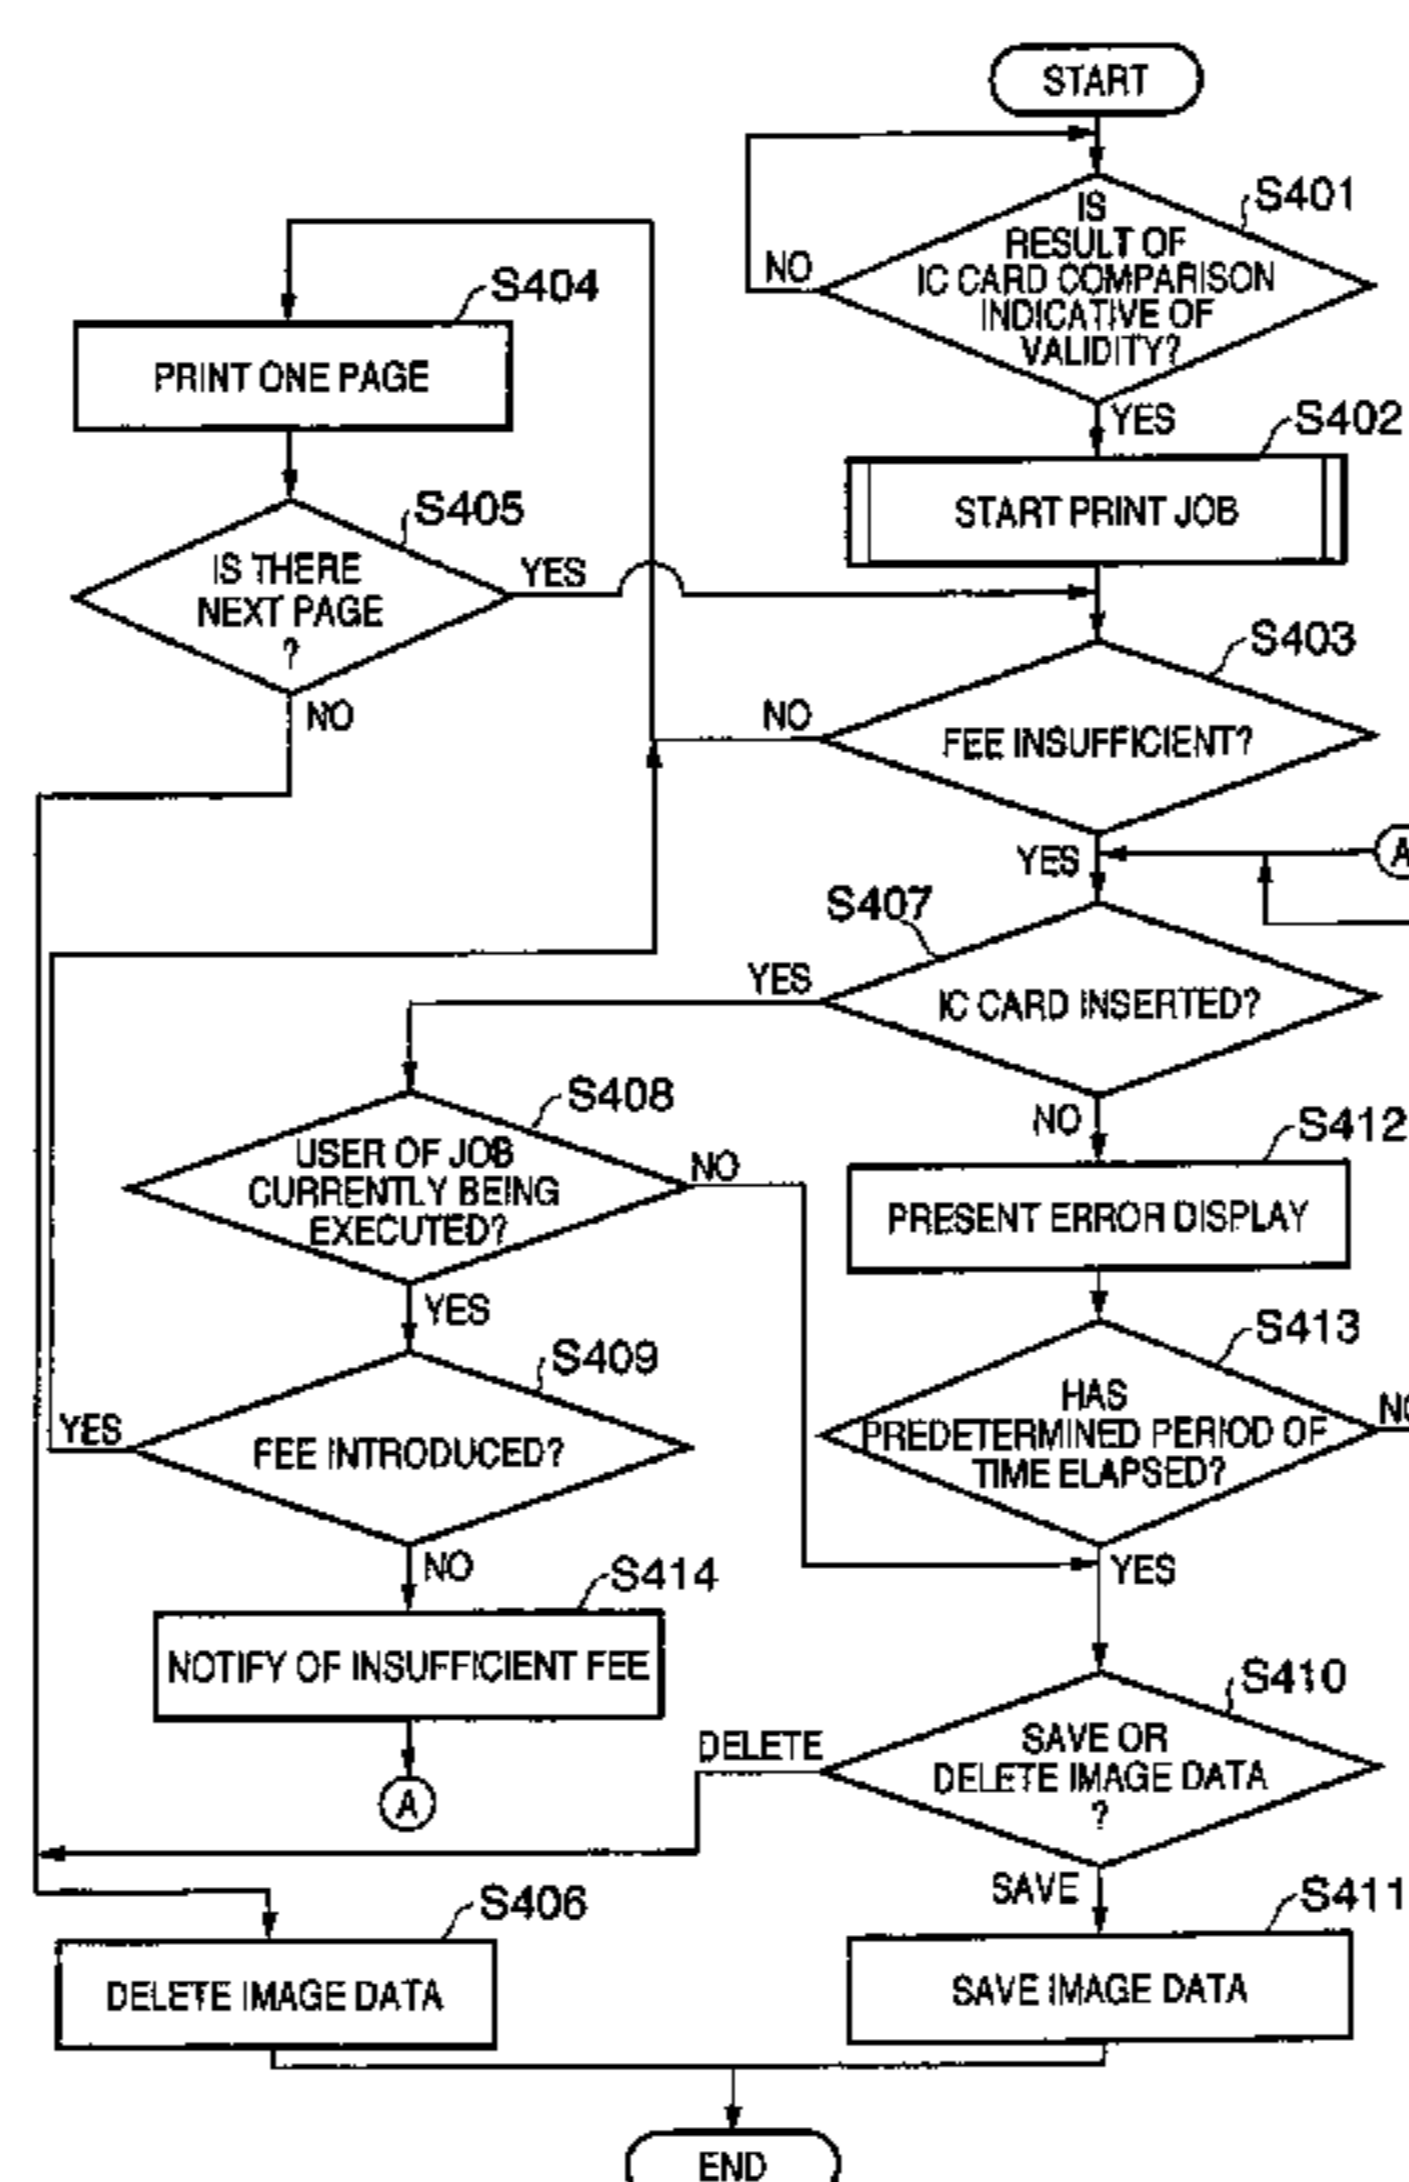 START
S401
IS
RESULT OF
IC CARD COMPARISON
INDICATIVE OF
VALIDITY?
NO
YES
S402
START PRINT JOB
S404
PRINT ONE PAGE
S405
IS THERE
NEXT PAGE
?
YES
NO
S403
FEE INSUFFICIENT?
NO
YES
A
S407
IC CARD INSERTED?
YES
NO
S408
USER OF JOB
CURRENTLY BEING
EXECUTED?
NO
YES
S412
PRESENT ERROR DISPLAY
S409
FEE INTRODUCED?
YES
NO
S413
HAS
PREDETERMINED PERIOD OF
TIME ELAPSED?
NO
YES
S414
NOTIFY OF INSUFFICIENT FEE
A
S410
SAVE OR
DELETE IMAGE DATA
?
DELETE
SAVE
S406
DELETE IMAGE DATA
S411
SAVE IMAGE DATA
END